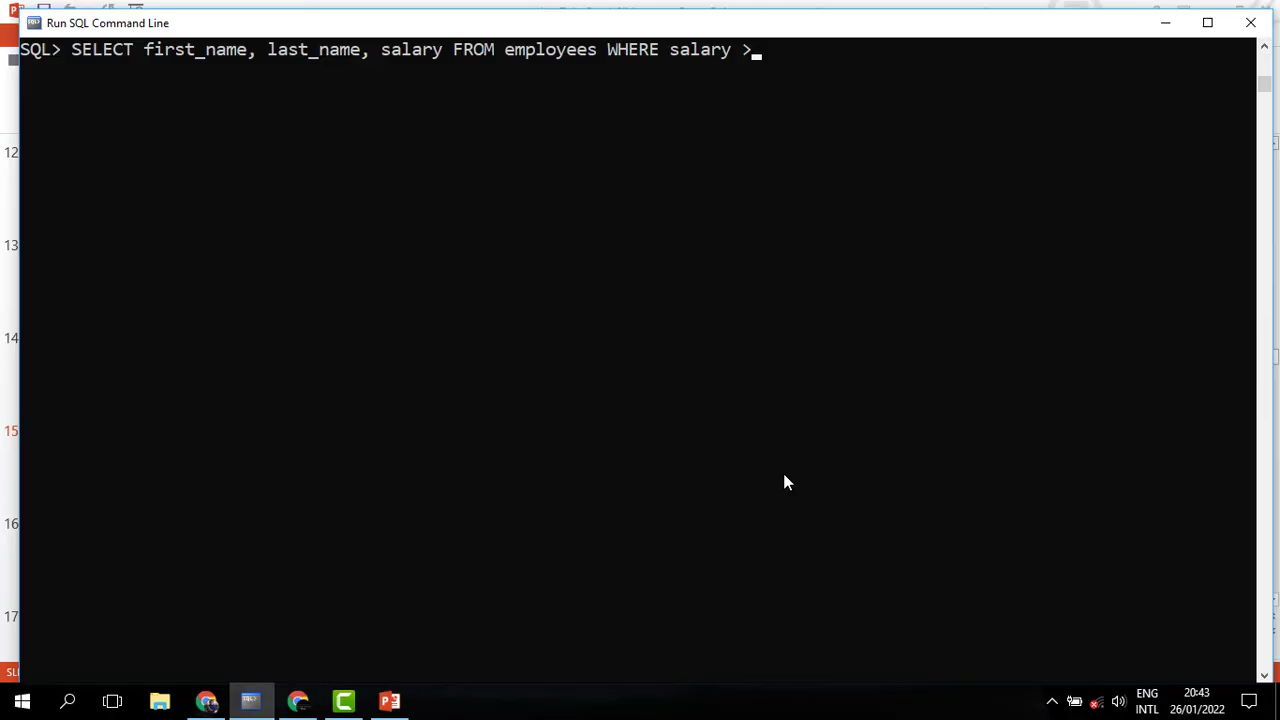 Run SQL Command Line
SQL> SELECT first_name, last_name, salary FROM employees WHERE salary >
12
13
14
15
16
17
SL
ENG
INTL
20:43
26/01/2022